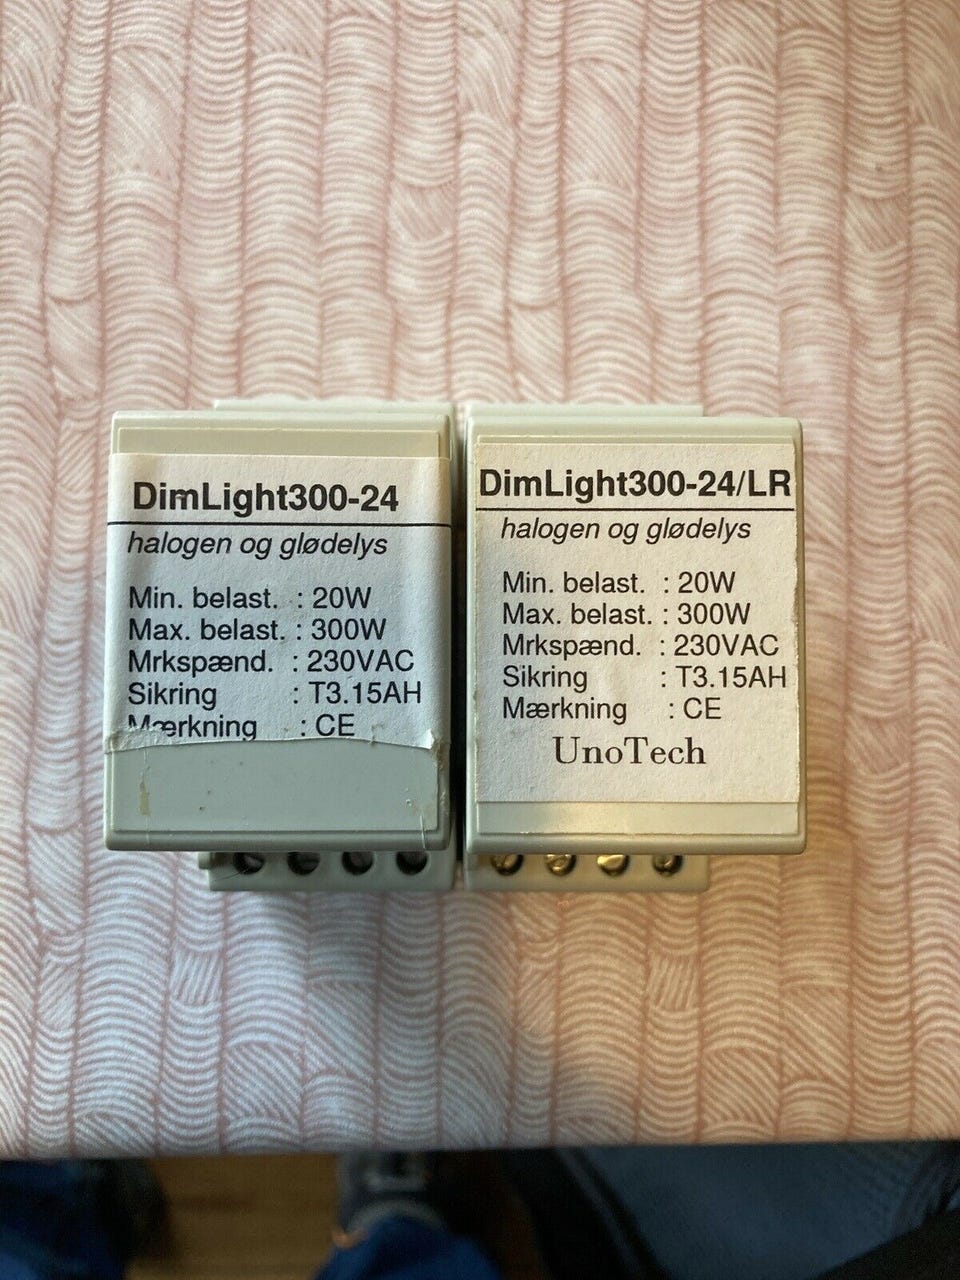 DimLight300-24
halogen og glødelys
Min. belast. : 20W
Max. belast. : 300W
Mrkspænd. : 230VAC
Sikring : T3.15AH
Mærkning : CE
DimLight300-24/LR
halogen og glødelys
Min. belast. : 20W
Max. belast. : 300W
Mrkspænd. : 230VAC
Sikring : T3.15AH
Mærkning : CE
UnoTech